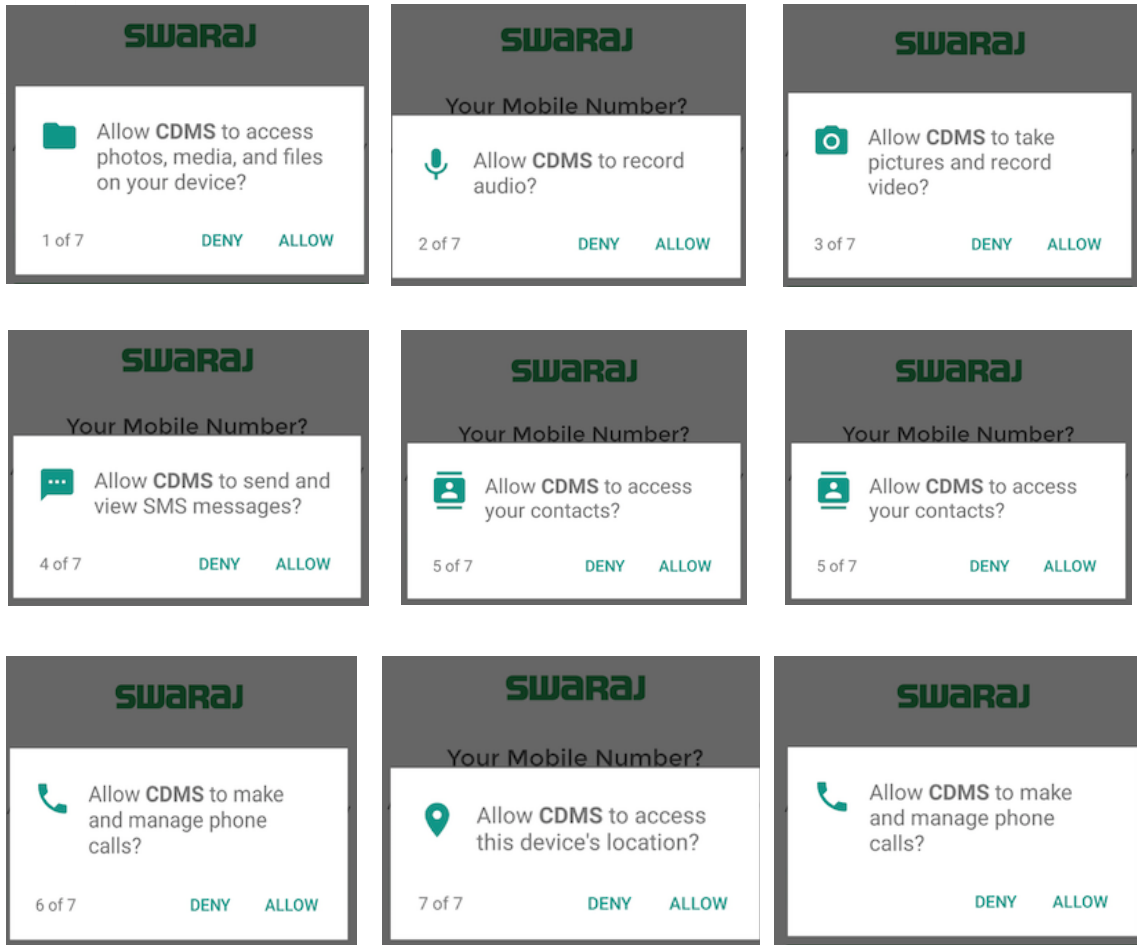 SWARAJ
Allow CDMS to access
photos, media, and files
on your device?
1 of 7 DENY ALLOW
SWARAJ
Your Mobile Number?
Allow CDMS to record
audio?
2 of 7 DENY ALLOW
SWARAJ
Allow CDMS to take
pictures and record
video?
3 of 7 DENY ALLOW
SWARAJ
Your Mobile Number?
Allow CDMS to send and
view SMS messages?
4 of 7 DENY ALLOW
SWARAJ
Your Mobile Number?
Allow CDMS to access
your contacts?
5 of 7 DENY ALLOW
SWARAJ
Your Mobile Number?
Allow CDMS to access
your contacts?
5 of 7 DENY ALLOW
SWARAJ
Allow CDMS to make
and manage phone
calls?
6 of 7 DENY ALLOW
SWARAJ
Your Mobile Number?
Allow CDMS to access
this device's location?
7 of 7 DENY ALLOW
SWARAJ
Allow CDMS to make
and manage phone
calls?
DENY ALLOW